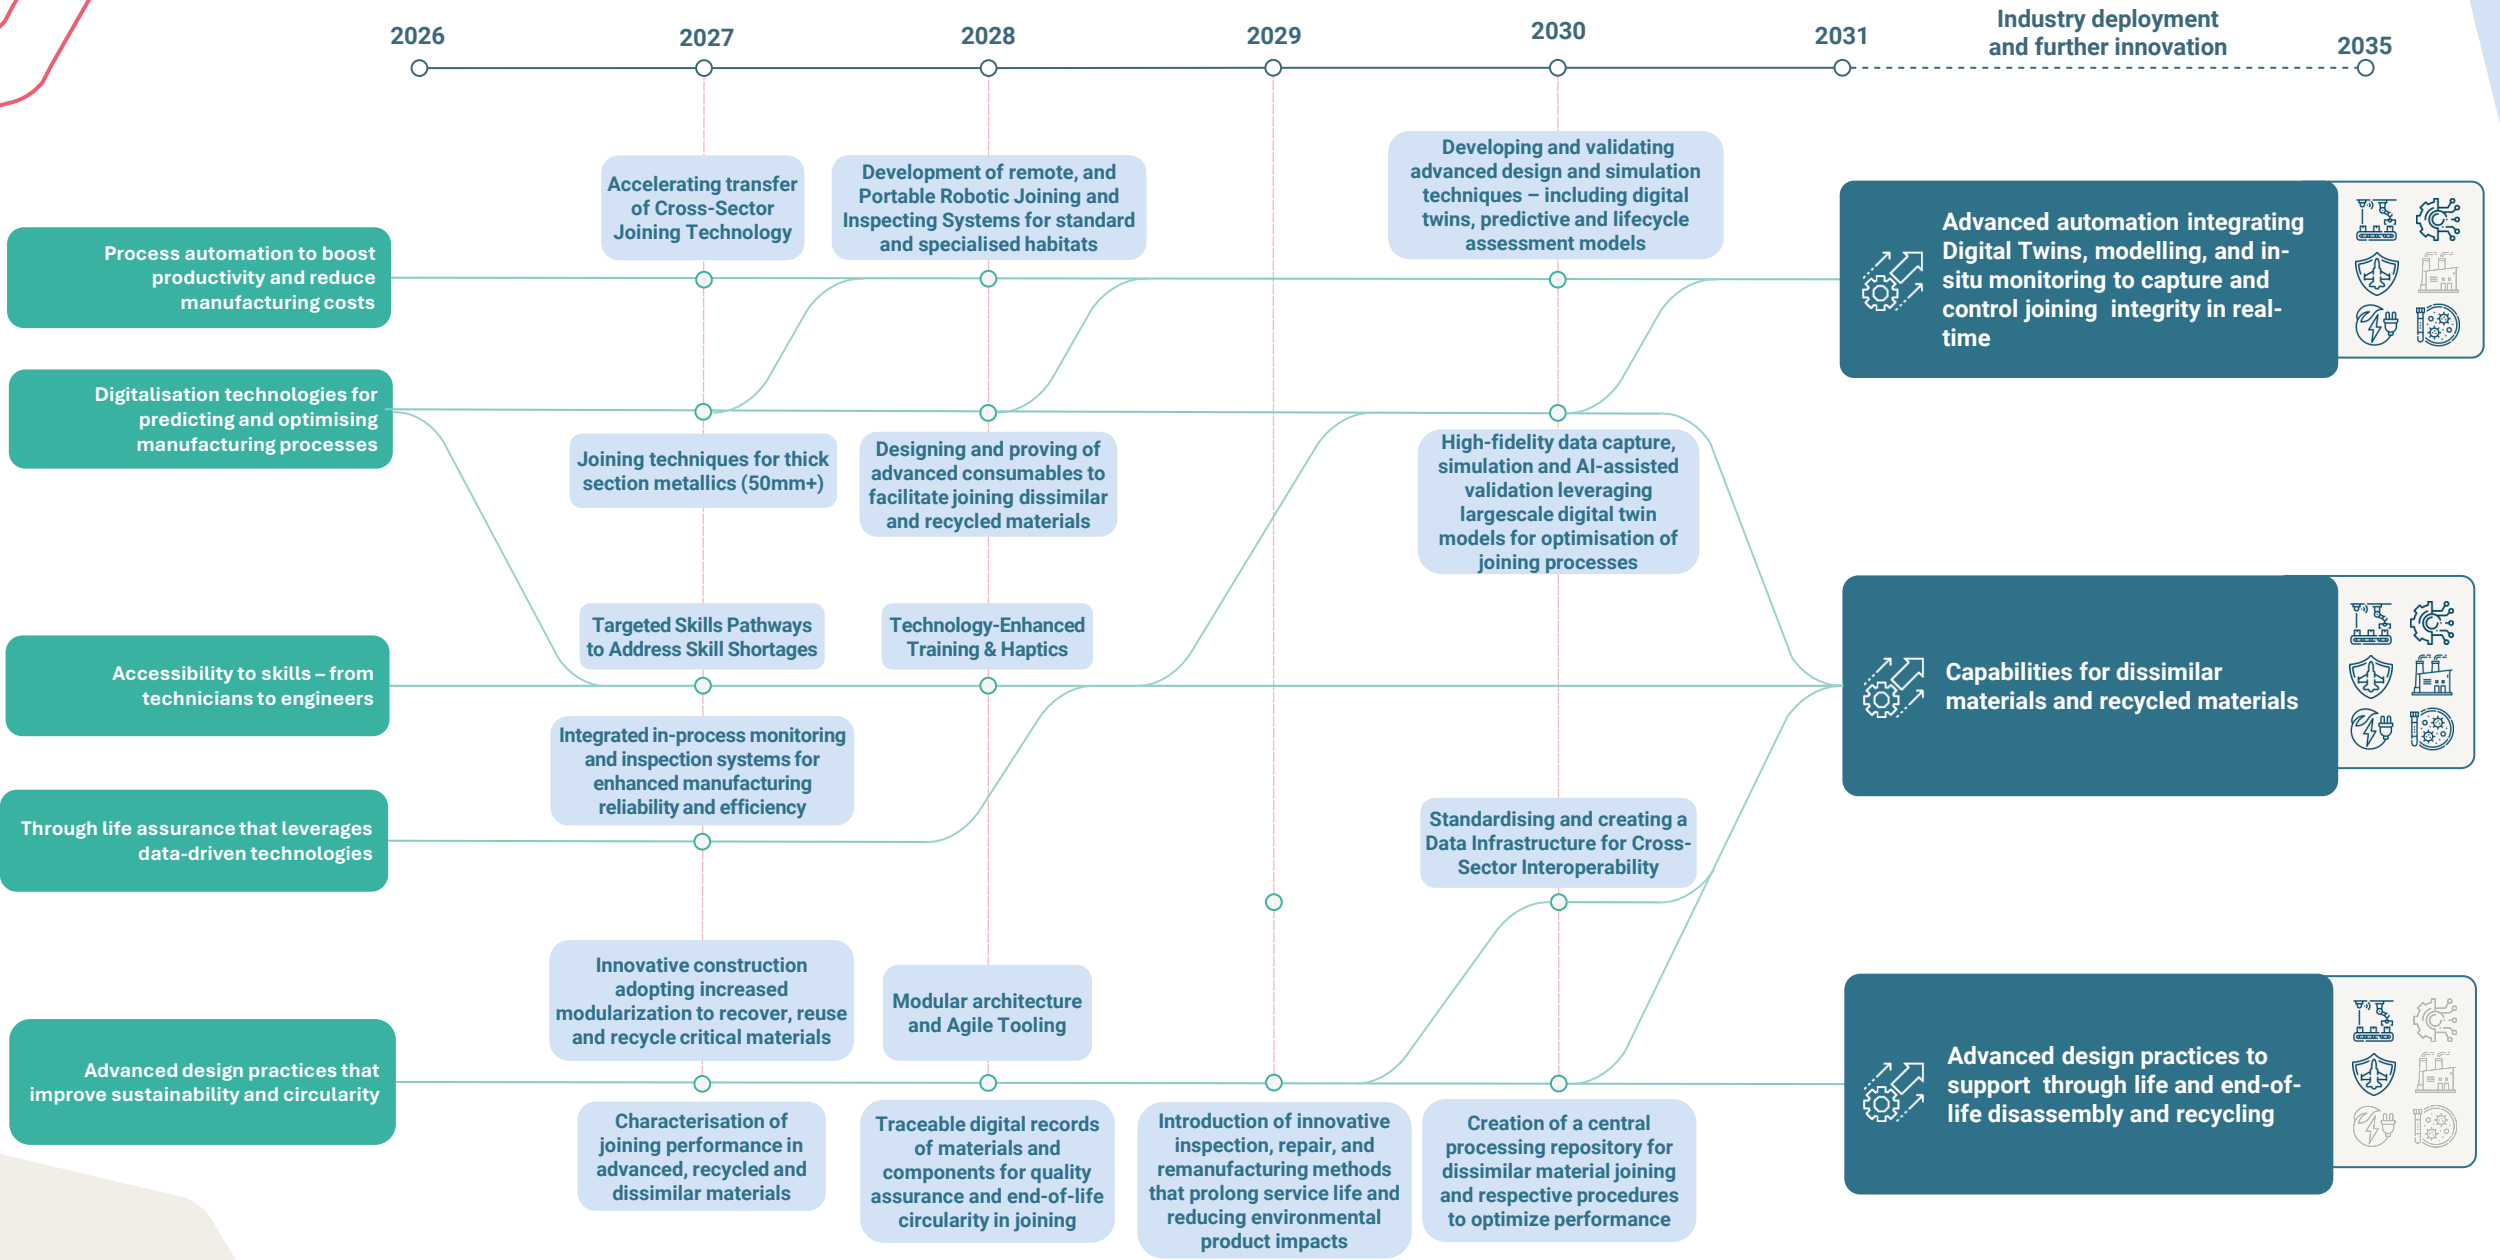 2026
2027
2028
2029
2030
2031
Industry deployment
and further innovation
2035
Process automation to boost
productivity and reduce
manufacturing costs
Accelerating transfer
of Cross-Sector
Joining Technology
Development of remote, and
Portable Robotic Joining and
Inspecting Systems for standard
and specialised habitats
Developing and validating
advanced design and simulation
techniques – including digital
twins, predictive and lifecycle
assessment models
Advanced automation integrating
Digital Twins, modelling, and in-
situ monitoring to capture and
control joining  integrity in real-
time
Digitalisation technologies for
predicting and optimising
manufacturing processes
Joining techniques for thick
section metallics (50mm+)
Designing and proving of
advanced consumables to
facilitate joining dissimilar
and recycled materials
High-fidelity data capture,
simulation and AI-assisted
validation leveraging
largescale digital twin
models for optimisation of
joining processes
Accessibility to skills – from
technicians to engineers
Targeted Skills Pathways
to Address Skill Shortages
Technology-Enhanced
Training & Haptics
Capabilities for dissimilar
materials and recycled materials
Integrated in-process monitoring
and inspection systems for
enhanced manufacturing
reliability and efficiency
Through life assurance that leverages
data-driven technologies
Standardising and creating a
Data Infrastructure for Cross-
Sector Interoperability
Innovative construction
adopting increased
modularization to recover, reuse
and recycle critical materials
Modular architecture
and Agile Tooling
Advanced design practices that
improve sustainability and circularity
Advanced design practices to
support  through life and end-of-
life disassembly and recycling
Characterisation of
joining performance in
advanced, recycled and
dissimilar materials
Traceable digital records
of materials and
components for quality
assurance and end-of-life
circularity in joining
Introduction of innovative
inspection, repair, and
remanufacturing methods
that prolong service life and
reducing environmental
product impacts
Creation of a central
processing repository for
dissimilar material joining
and respective procedures
to optimize performance